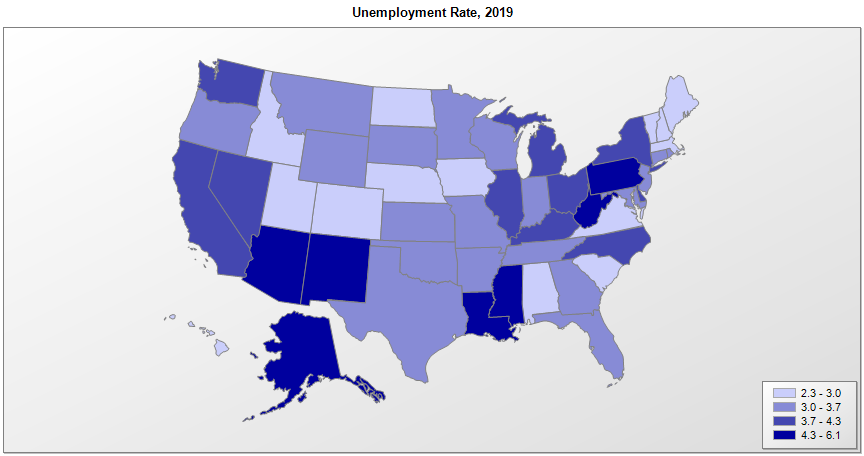 Unemployment Rate, 2019
2.3 - 3.0
3.0 - 3.7
3.7 - 4.3
4.3 - 6.1